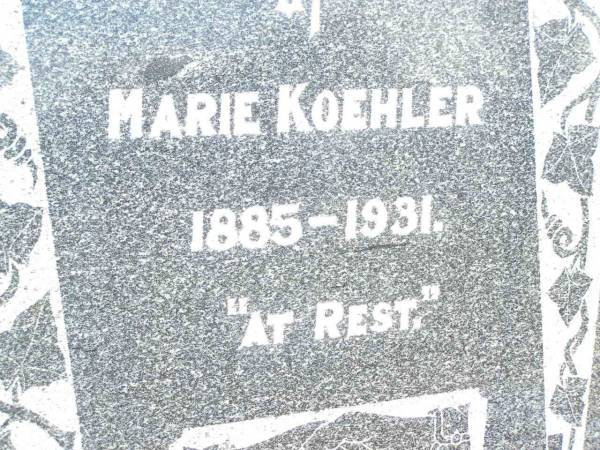 MARIE KOEHLER
1885-1931.
"AT REST."